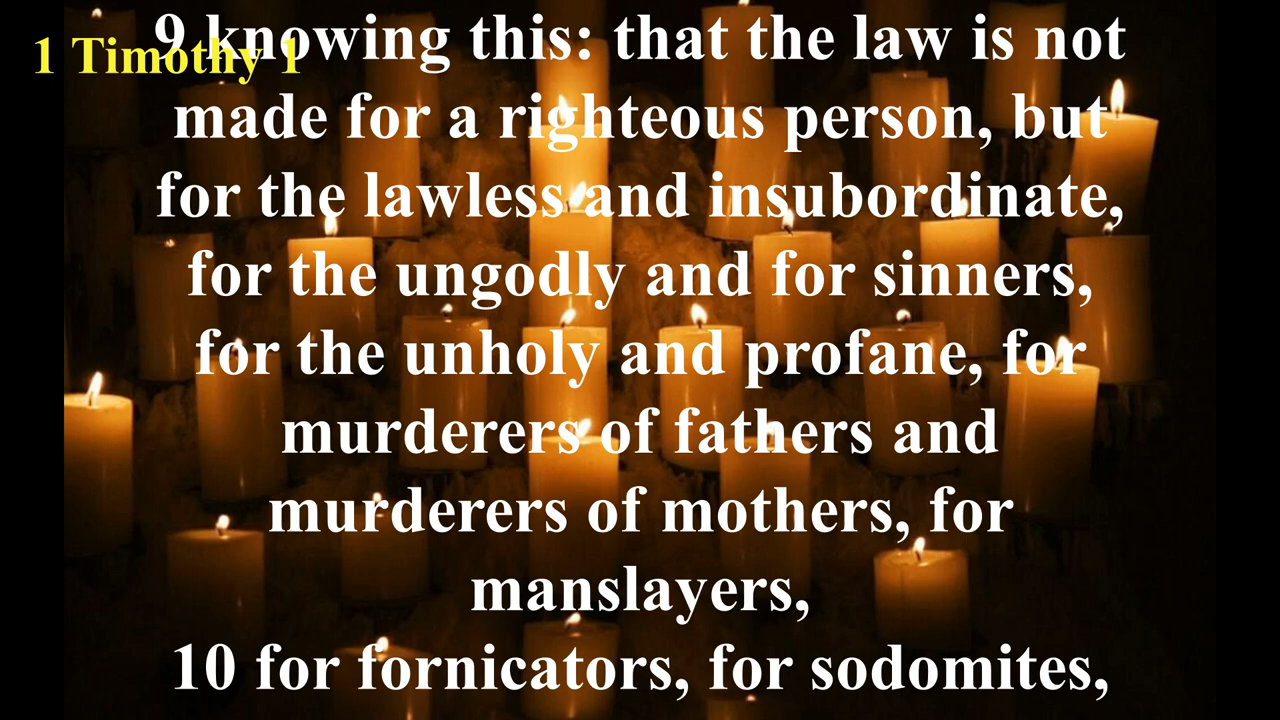 1 Timothy 1
9 knowing this: that the law is not
made for a righteous person, but
for the lawless and insubordinate,
for the ungodly and for sinners,
for the unholy and profane, for
murderers of fathers and
murderers of mothers, for
manslayers,
10 for fornicators, for sodomites,